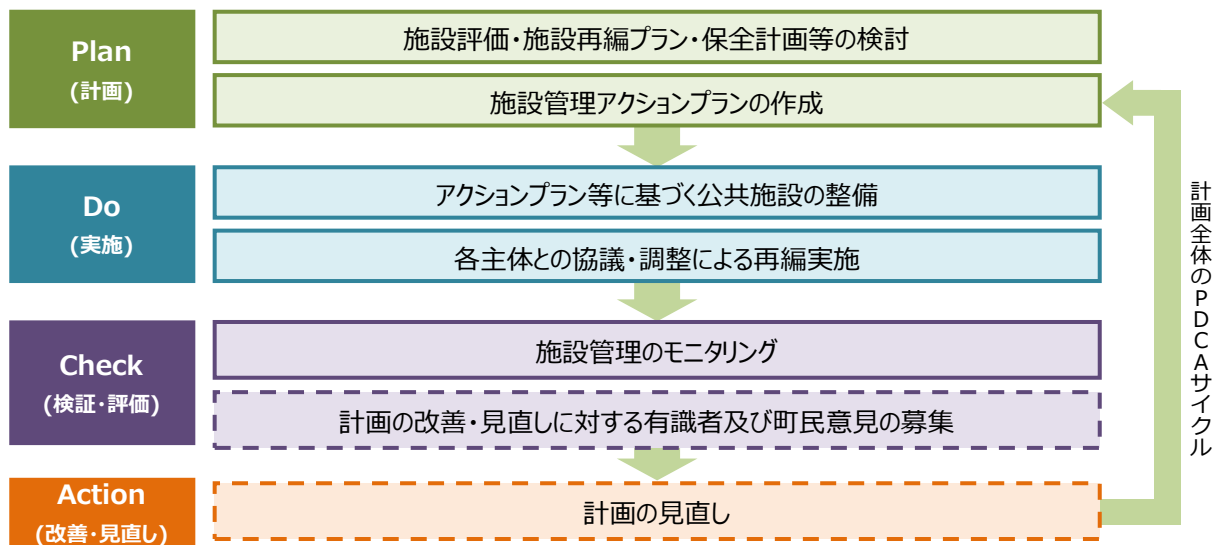 Plan
(計画)
施設評価・施設再編プラン・保全計画等の検討
施設管理アクションプランの作成
Do
(実施)
アクションプラン等に基づく公共施設の整備
各主体との協議・調整による再編実施
Check
(検証・評価)
施設管理のモニタリング
計画の改善・見直しに対する有識者及び町民意見の募集
Action
(改善・見直し)
計画の見直し
計画全体のPDCAサイクル